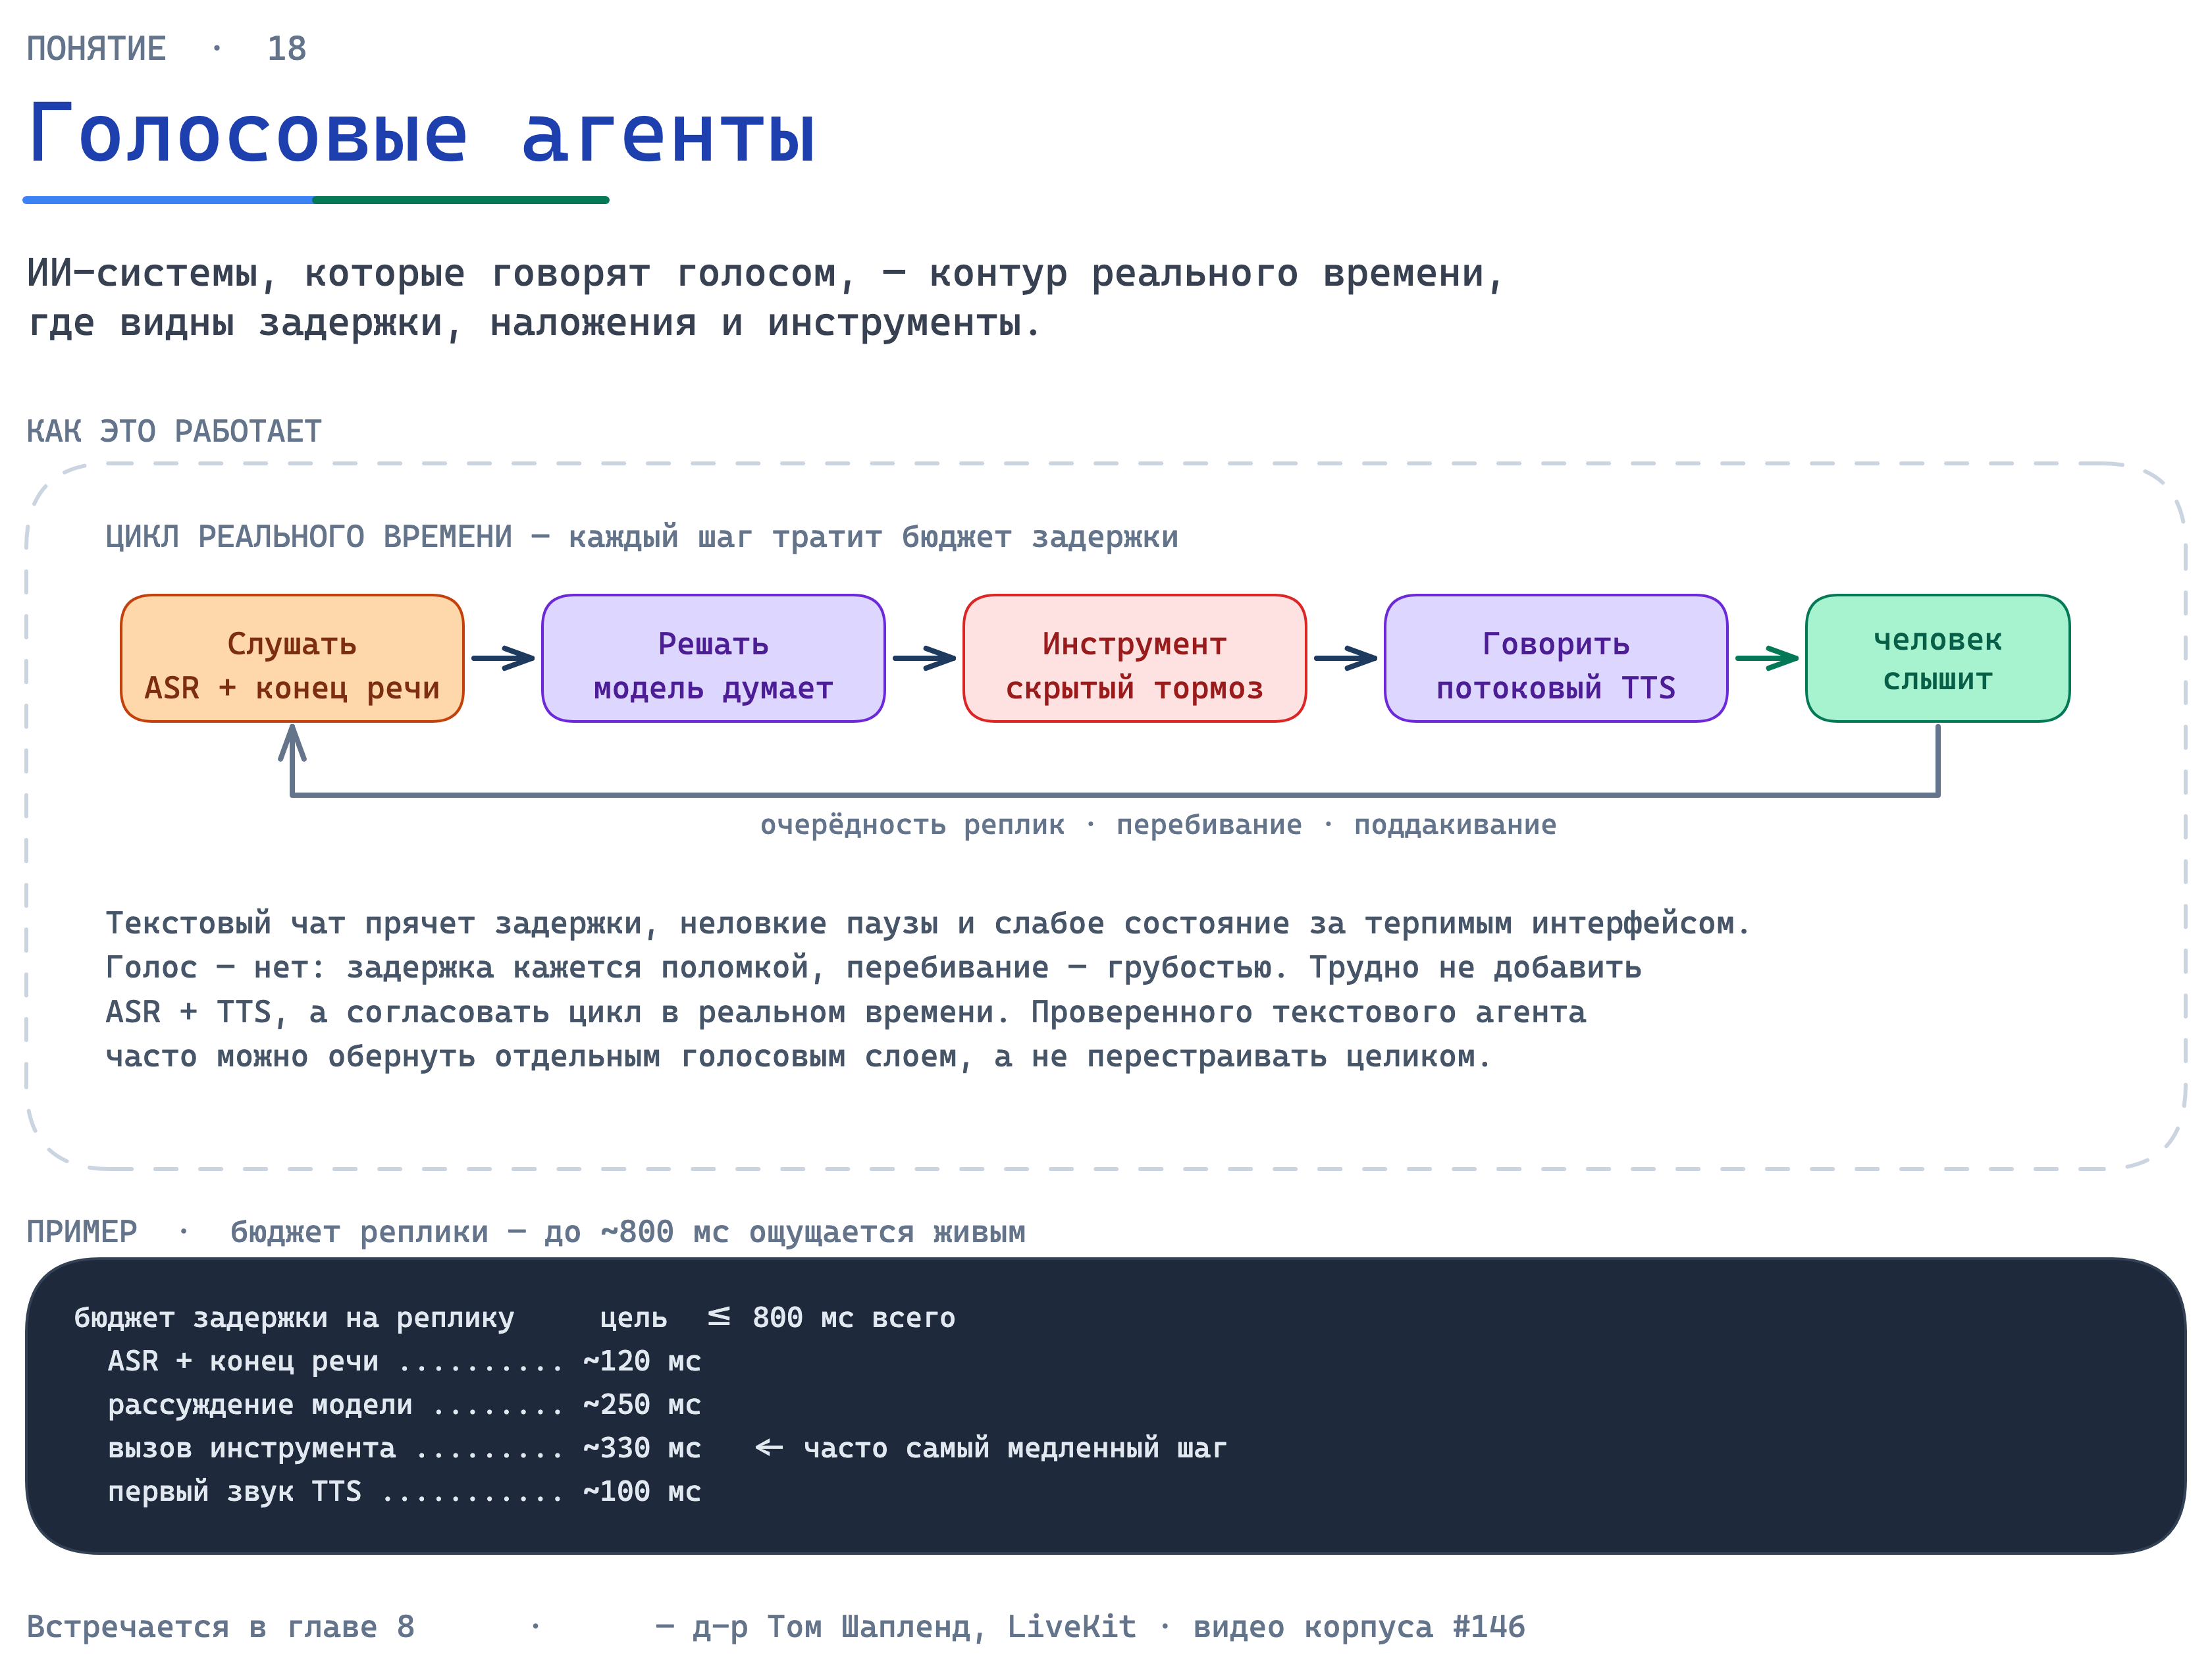 ПОНЯТИЕ · 18
Голосовые агенты
ИИ–системы, которые говорят голосом, — контур реального времени,
где видны задержки, наложения и инструменты.
КАК ЭТО РАБОТАЕТ
ЦИКЛ РЕАЛЬНОГО ВРЕМЕНИ — каждый шаг тратит бюджет задержки
Слушать
ASR + конец речи
Решать
модель думает
Инструмент
скрытый тормоз
Говорить
потоковый TTS
человек
слышит
очерёдность реплик · перебивание · поддакивание
Текстовый чат прячет задержки, неловкие паузы и слабое состояние за терпимым интерфейсом.
Голос — нет: задержка кажется поломкой, перебивание — грубостью. Трудно не добавить
ASR + TTS, а согласовать цикл в реальном времени. Проверенного текстового агента
часто можно обернуть отдельным голосовым слоем, а не перестраивать целиком.
ПРИМЕР · бюджет реплики — до ~800 мс ощущается живым
бюджет задержки на реплику цель ≤ 800 мс всего
ASR + конец речи .......... ~120 мс
рассуждение модели ........ ~250 мс
вызов инструмента ......... ~330 мс ← часто самый медленный шаг
первый звук TTS ........... ~100 мс
Встречается в главе 8 · — д–р Том Шапленд, LiveKit · видео корпуса #146